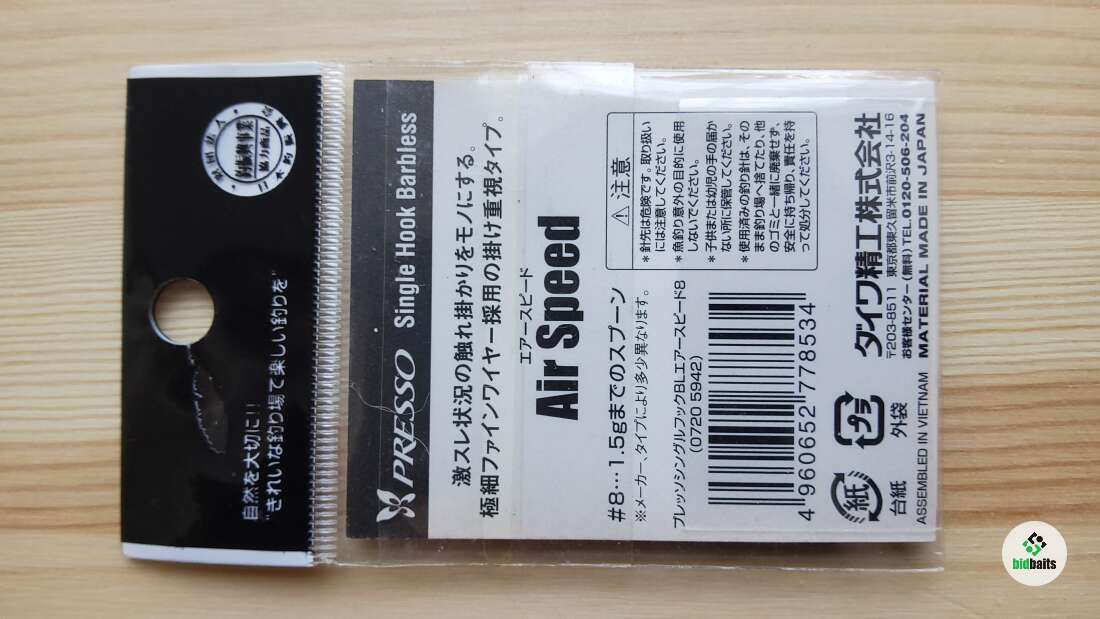 自然を大切に!!
"きれいな釣り場で楽しい釣りを"
釣振興事業
協力商品
PRESSO Single Hook Barbless
激スレ状況の触れ掛かりをモノにする。
極細ファインワイヤー採用の掛け重視タイプ。
エアースピード
Air Speed
#8…1.5gまでのスプーン
※メーカー、タイプにより多少異なります。
プレッソシングルフックBLエアースピード8
(0720 5942)
4 960652 778534
⚠ 注意
*針先は危険です。取り扱い
には注意してください。
*魚釣り意外の目的に使用
しないでください。
*子供または幼児の手の届か
ない所に保管してください。
*使用済みの釣り針は、その
まま釣り場へ捨てたり、他
のゴミと一緒に廃棄せず、
安全に持ち帰り、責任を持
って処分してください。
紙
台紙
プラ
外袋
ダイワ精工株式会社
〒203-8511 東京都東久留米市前沢3-14-16
お客様センター(無料)TEL.0120-506-204
ASSEMBLED IN VIETNAM MATERIAL MADE IN JAPAN
bidbaits